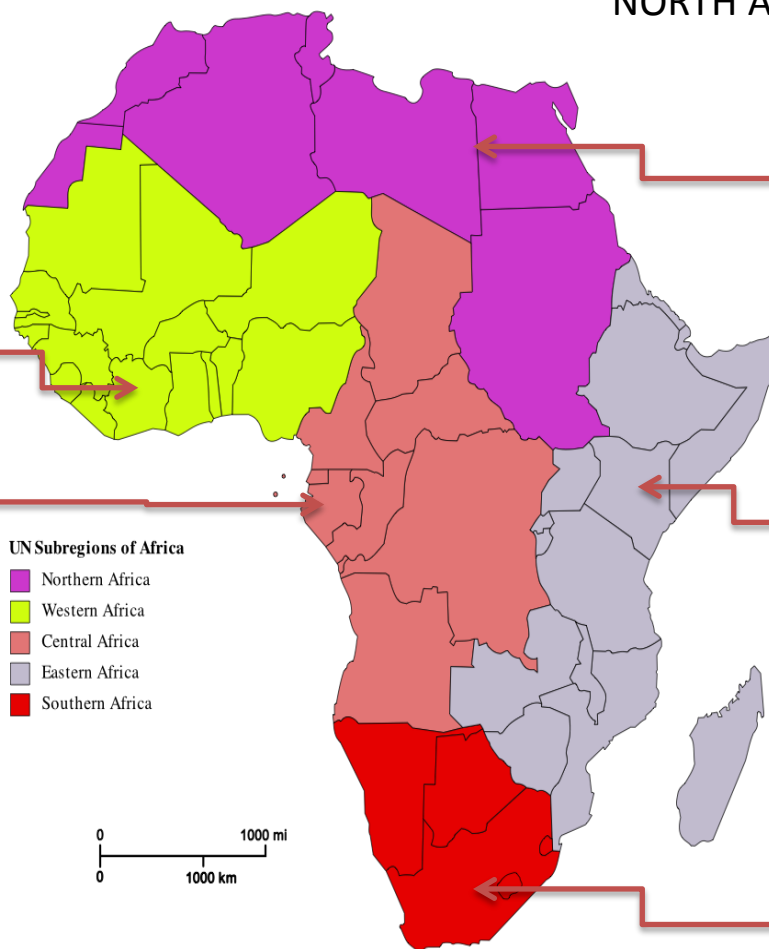 NORTH A
UN Subregions of Africa
Northern Africa
Western Africa
Central Africa
Eastern Africa
Southern Africa
0 1000 mi
0 1000 km